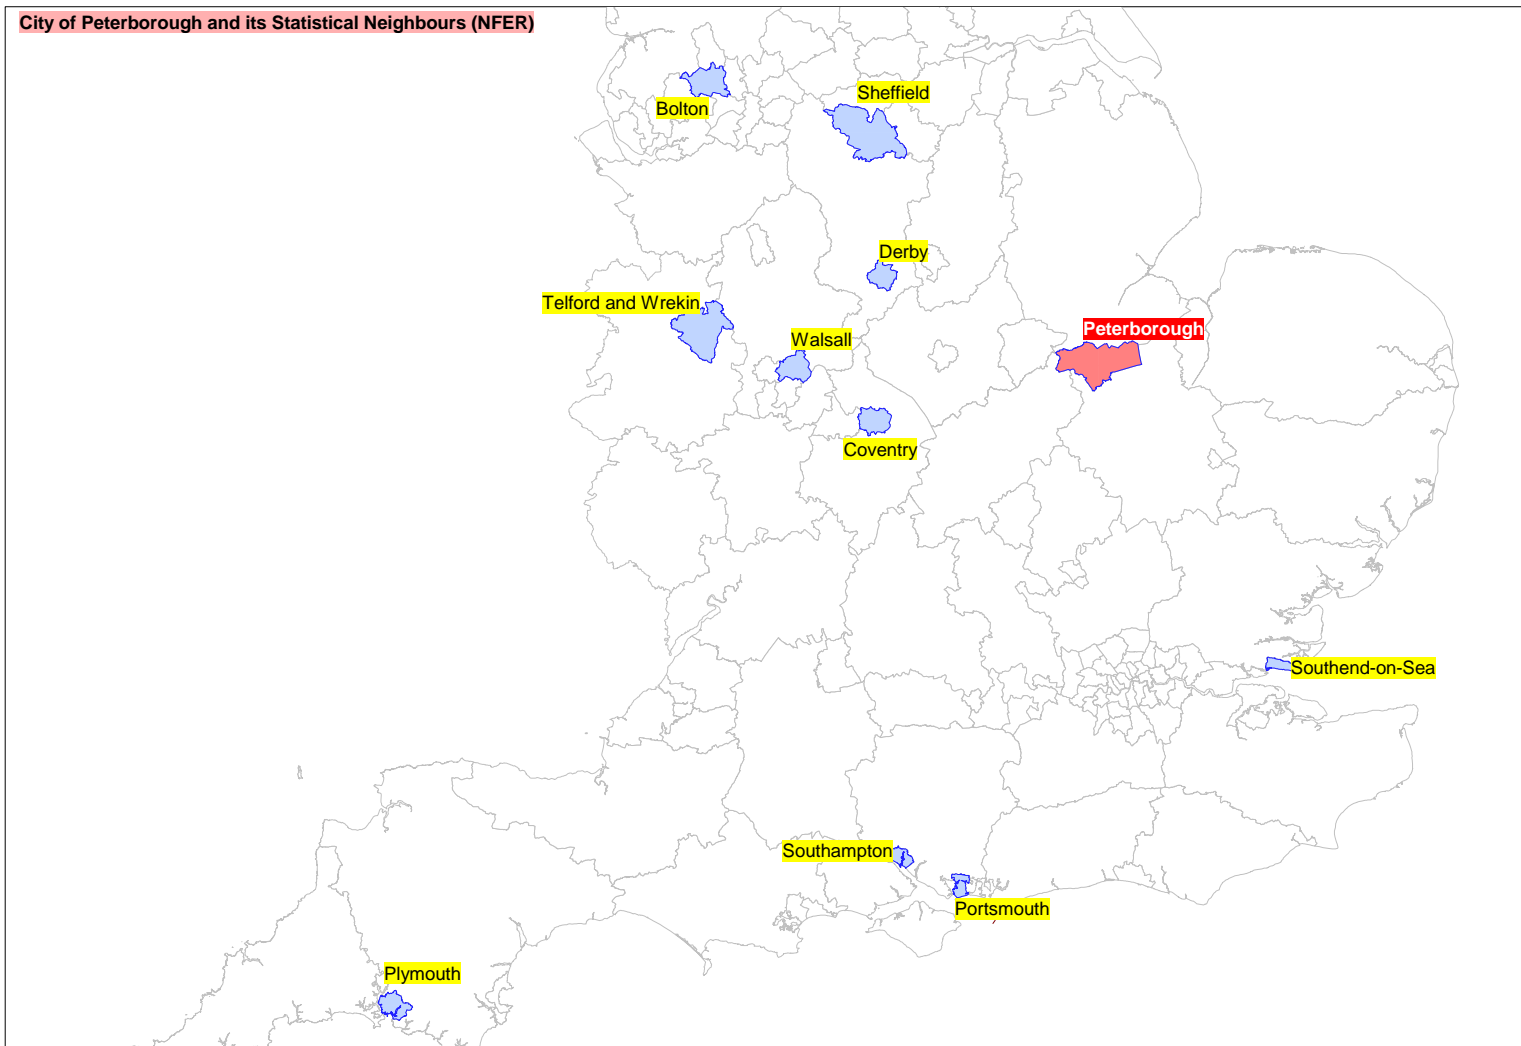 City of Peterborough and its Statistical Neighbours (NFER)
Sheffield
Bolton
Derby
Telford and Wrekin
Peterborough
Walsall
Coventry
Southend-on-Sea
Southampton
Portsmouth
Plymouth